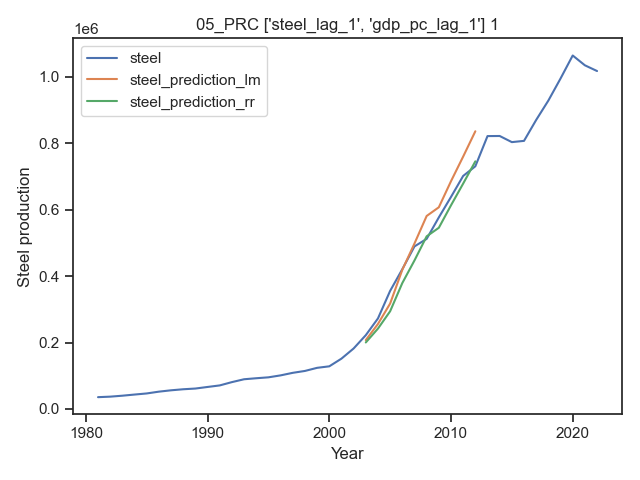 05_PRC ['steel_lag_1', 'gdp_pc_lag_1'] 1
1e6
steel
steel_prediction_lm
steel_prediction_rr
1.0
0.8
0.6
0.4
0.2
0.0
Steel production
1980
1990
2000
2010
2020
Year